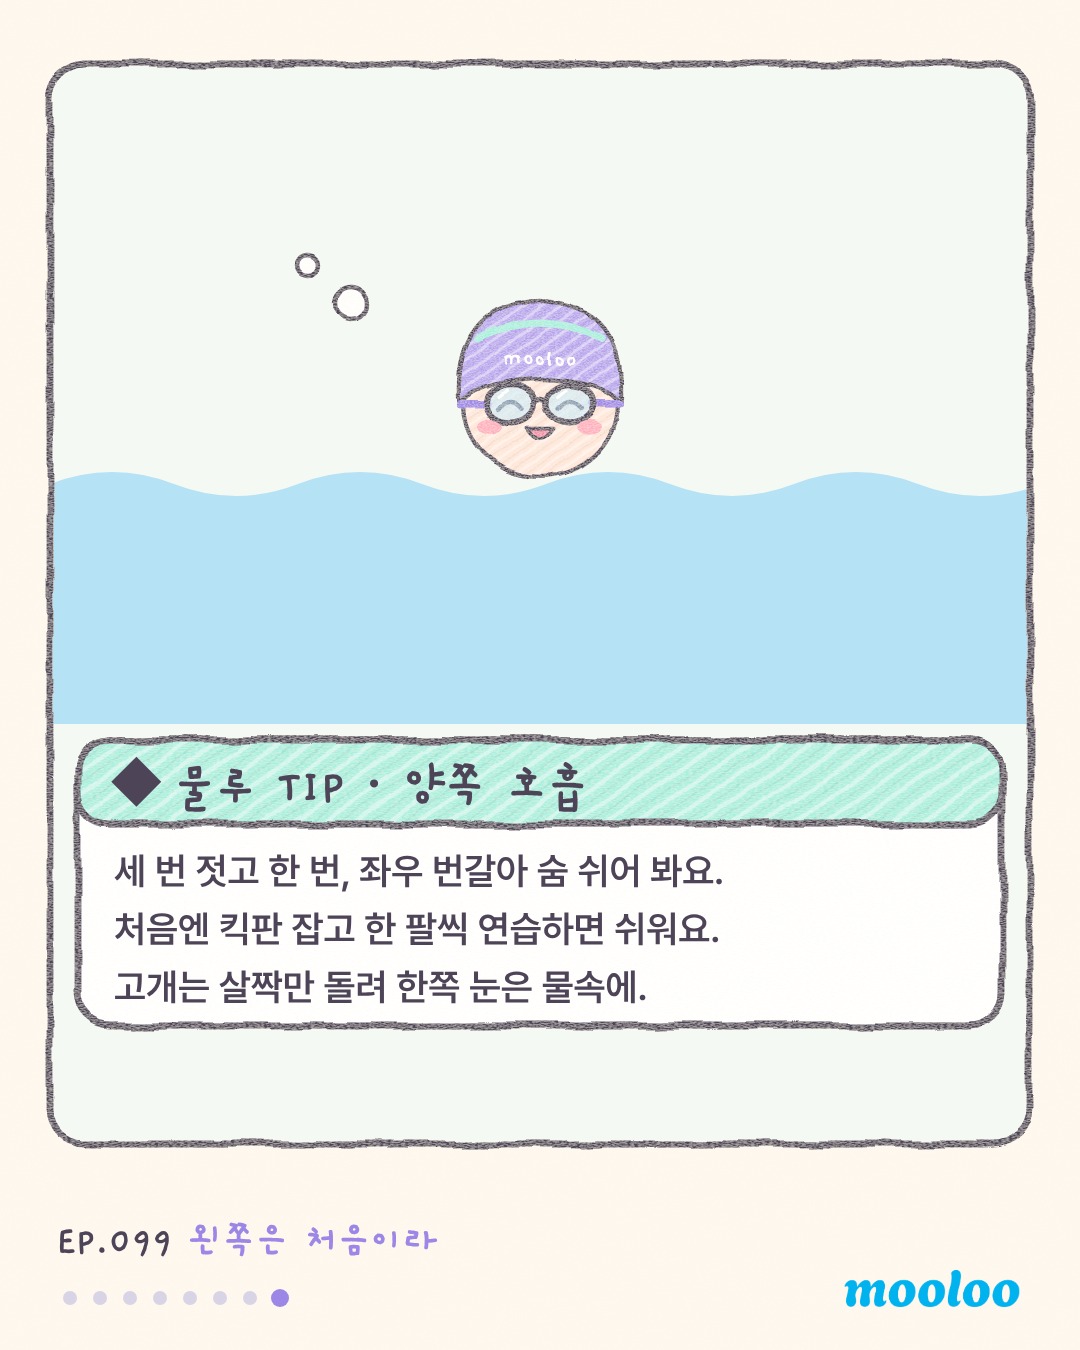 mooloo
물루 TIP · 양쪽 호흡
세 번 젓고 한 번, 좌우 번갈아 숨 쉬어 봐요.
처음엔 킥판 잡고 한 팔씩 연습하면 쉬워요.
고개는 살짝만 돌려 한쪽 눈은 물속에.
EP.099 왼쪽은 처음이라
mooloo